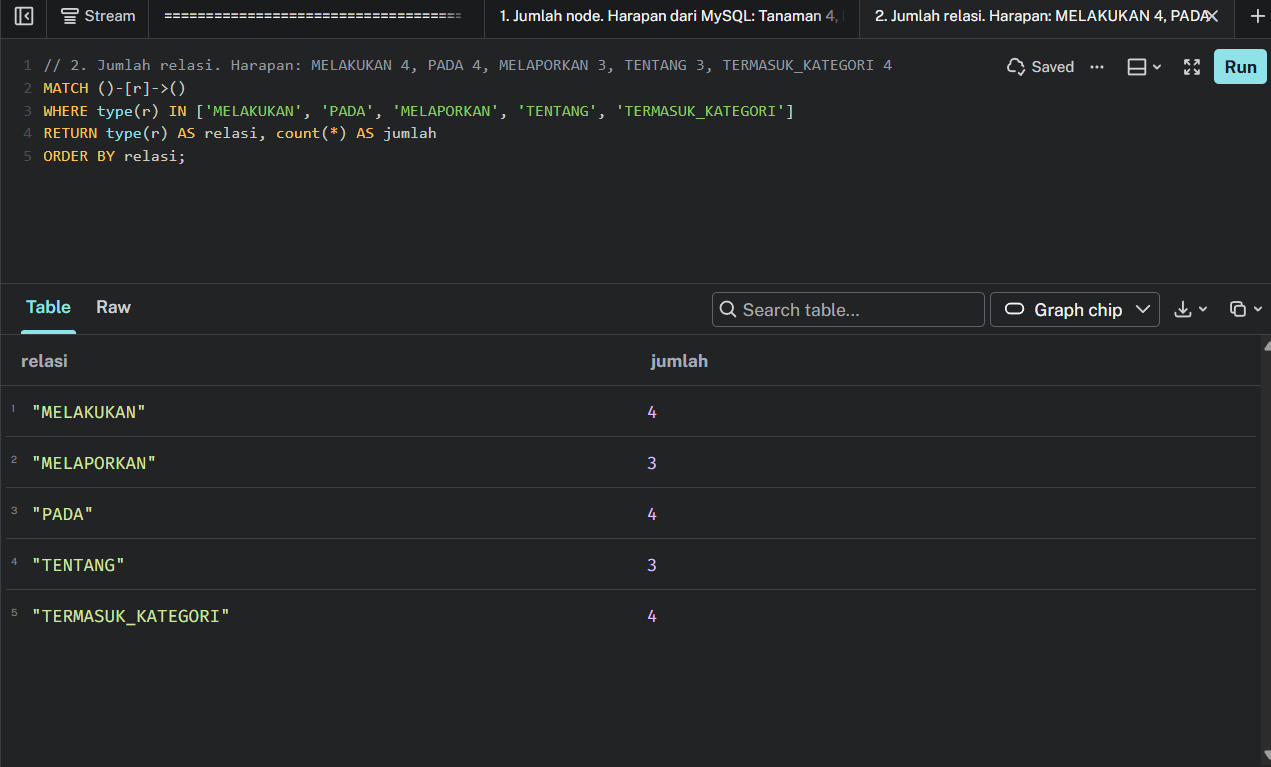 Stream
===================================
1. Jumlah node. Harapan dari MySQL: Tanaman 4,
2. Jumlah relasi. Harapan: MELAKUKAN 4, PADA
1 // 2. Jumlah relasi. Harapan: MELAKUKAN 4, PADA 4, MELAPORKAN 3, TENTANG 3, TERMASUK_KATEGORI 4
2 MATCH ()-[r]->()
3 WHERE type(r) IN ['MELAKUKAN', 'PADA', 'MELAPORKAN', 'TENTANG', 'TERMASUK_KATEGORI']
4 RETURN type(r) AS relasi, count(*) AS jumlah
5 ORDER BY relasi;
Saved
Run
Table Raw
Search table...
Graph chip
relasi jumlah
1 "MELAKUKAN" 4
2 "MELAPORKAN" 3
3 "PADA" 4
4 "TENTANG" 3
5 "TERMASUK_KATEGORI" 4